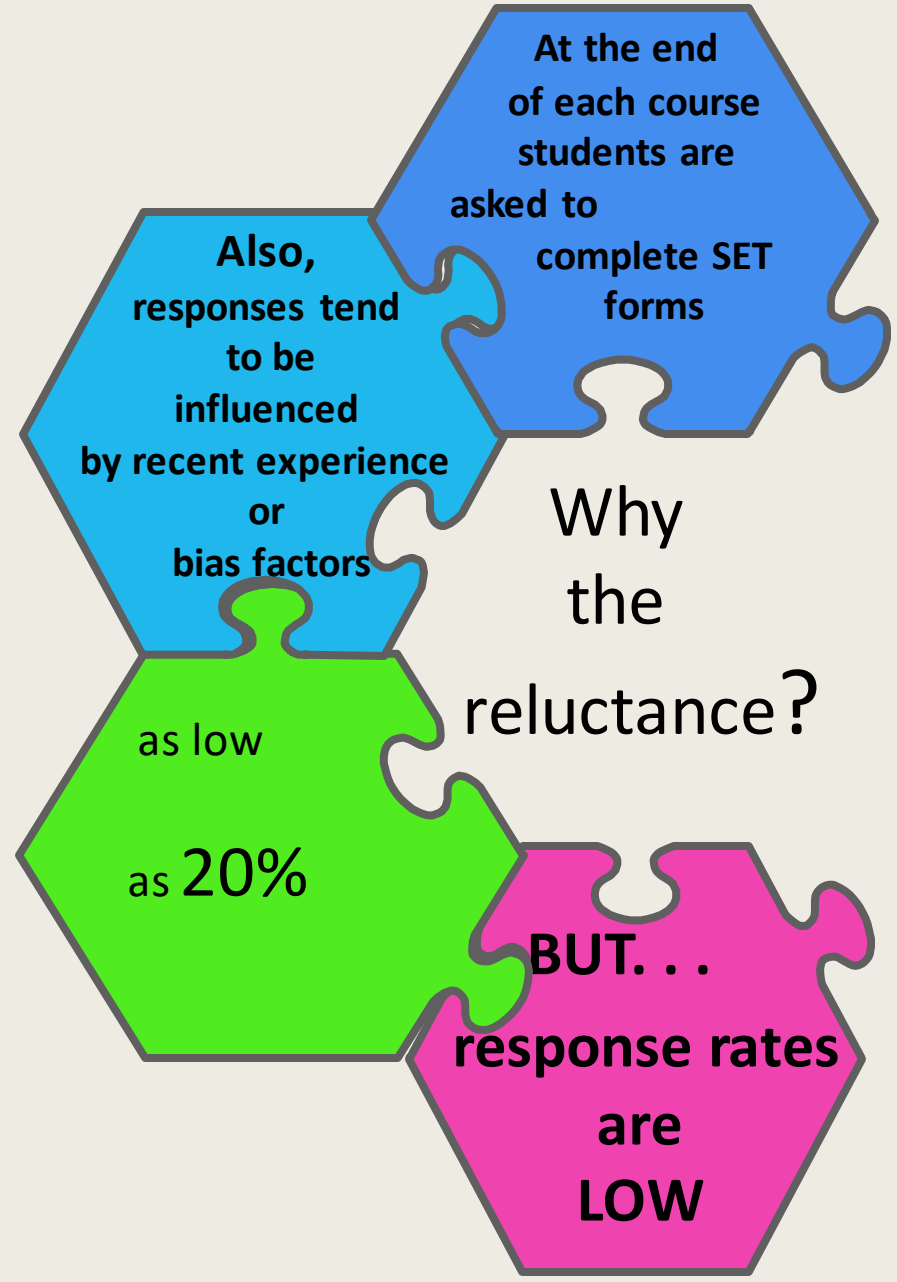 At the end
of each course
students are
asked to
complete SET
forms
Also,
responses tend
to be
influenced
by recent experience
or
bias factors
Why
the
reluctance?
as low
as 20%
BUT. . .
response rates
are
LOW